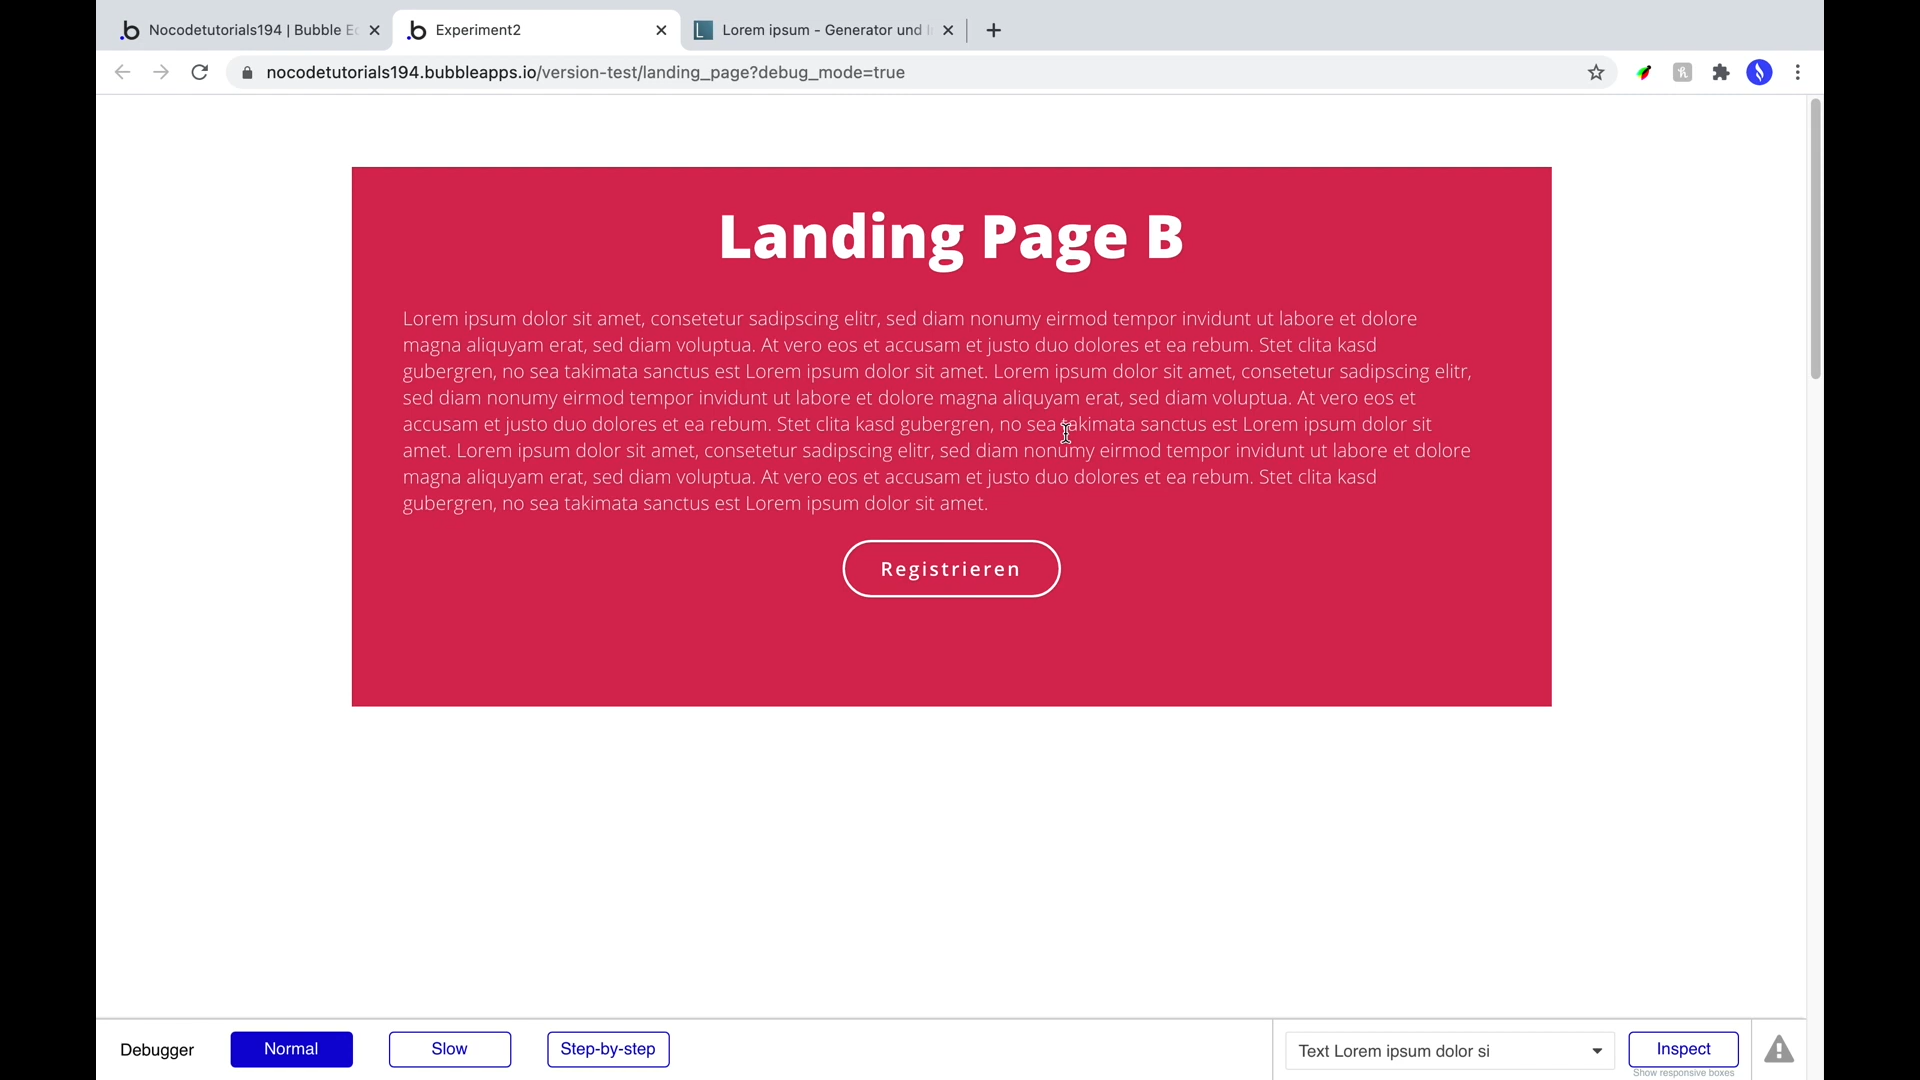 Nocodetutorials194 | Bubble Ec
Experiment2
Lorem ipsum - Generator und I
nocodetutorials194.bubbleapps.io/version-test/landing_page?debug_mode=true
Landing Page B
Lorem ipsum dolor sit amet, consetetur sadipscing elitr, sed diam nonumy eirmod tempor invidunt ut labore et dolore
magna aliquyam erat, sed diam voluptua. At vero eos et accusam et justo duo dolores et ea rebum. Stet clita kasd
gubergren, no sea takimata sanctus est Lorem ipsum dolor sit amet. Lorem ipsum dolor sit amet, consetetur sadipscing elitr,
sed diam nonumy eirmod tempor invidunt ut labore et dolore magna aliquyam erat, sed diam voluptua. At vero eos et
accusam et justo duo dolores et ea rebum. Stet clita kasd gubergren, no sea takimata sanctus est Lorem ipsum dolor sit
amet. Lorem ipsum dolor sit amet, consetetur sadipscing elitr, sed diam nonumy eirmod tempor invidunt ut labore et dolore
magna aliquyam erat, sed diam voluptua. At vero eos et accusam et justo duo dolores et ea rebum. Stet clita kasd
gubergren, no sea takimata sanctus est Lorem ipsum dolor sit amet.
Registrieren
Debugger
Normal
Slow
Step-by-step
Text Lorem ipsum dolor si
Inspect
Show responsive boxes